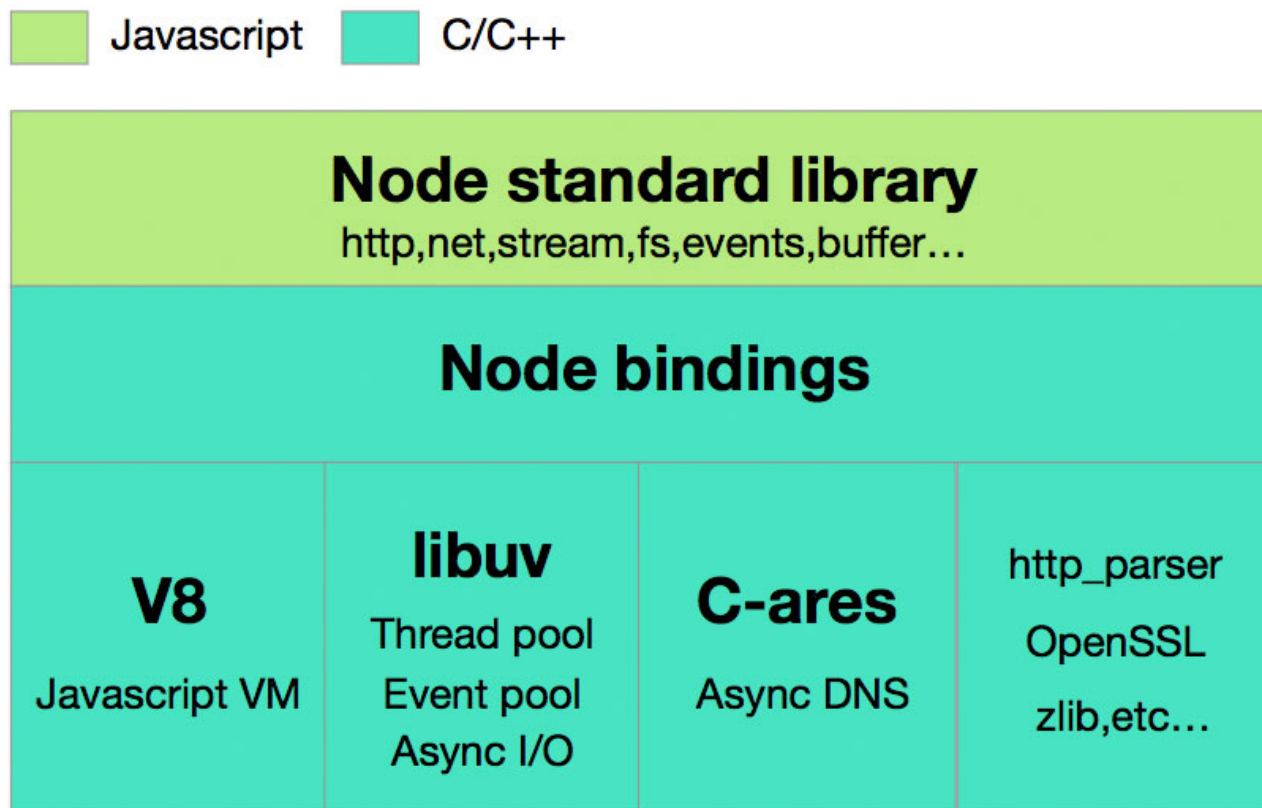 Javascript C/C++
Node standard library
http,net,stream,fs,events,buffer…
Node bindings
V8
Javascript VM
libuv
Thread pool
Event pool
Async I/O
C-ares
Async DNS
http_parser
OpenSSL
zlib,etc…